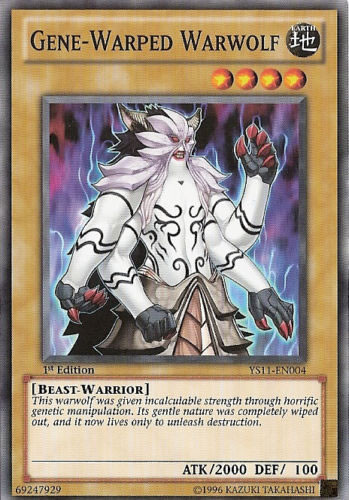 GENE-WARPED WARWOLF
EARTH
地
1st Edition
YS11-EN004
[BEAST-WARRIOR]
This warwolf was given incalculable strength through horrific
genetic manipulation. Its gentle nature was completely wiped
out, and it now lives only to unleash destruction.
ATK/2000 DEF/ 100
69247929
©1996 KAZUKI TAKAHASHI